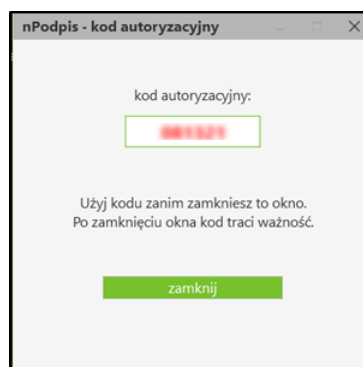 nPodpis - kod autoryzacyjny
kod autoryzacyjny:
Użyj kodu zanim zamkniesz to okno.
Po zamknięciu okna kod traci ważność.
zamknij